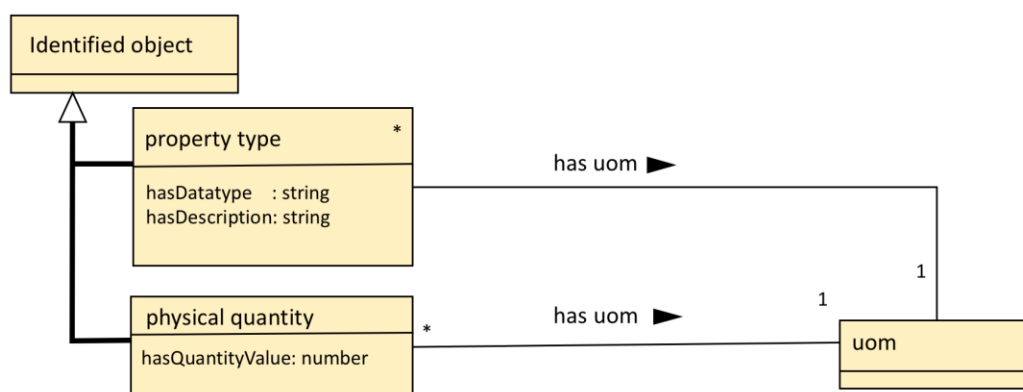 Identified object
property type *
has uom
hasDatatype : string
hasDescription: string
1
1
physical quantity
has uom
*
uom
hasQuantityValue: number